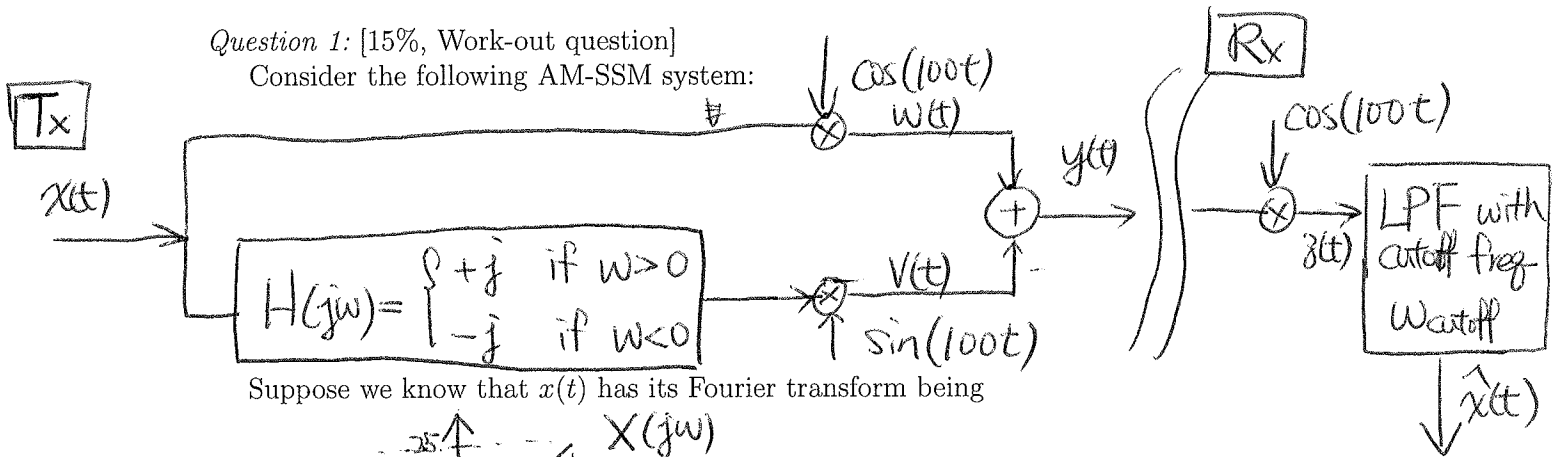 Question 1: [15%, Work-out question]
Consider the following AM-SSM system:
Tx
x(t)
cos(100t)
w(t)
H(jw)= { +j if w>0
-j if w<0
V(t)
sin(100t)
+
y(t)
Rx
cos(100t)
z(t)
LPF with
cutoff freq
Wcutoff
x̂(t)
Suppose we know that x(t) has its Fourier transform being
X(jw)